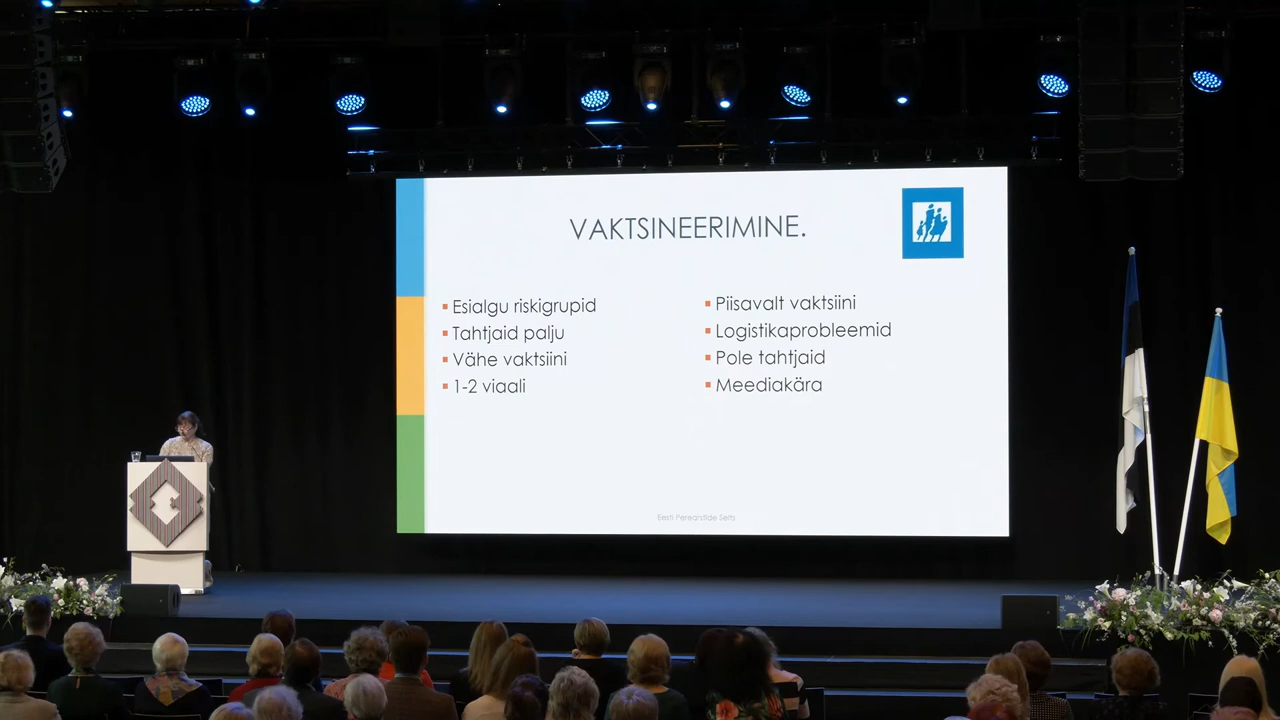 VAKTSINEERIMINE.
Esialgu riskigrupid
Tahtjaid palju
Vähe vaktsiini
1-2 viaali
Piisavalt vaktsiini
Logistikaprobleemid
Pole tahtjaid
Meediakära
Eesti Perearstide Selts